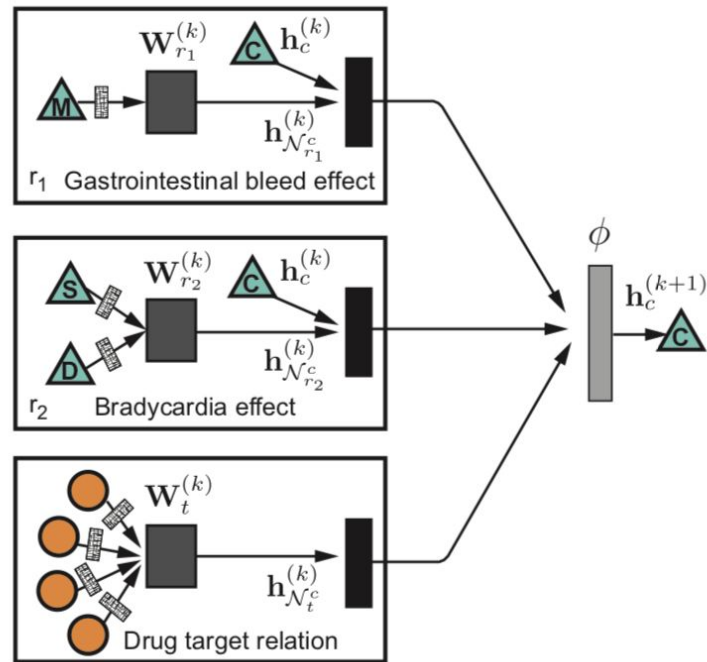 W_{r_1}^{(k)}
C h_c^{(k)}
M
h_{\mathcal{N}_{r_1}^c}^{(k)}
r_1 Gastrointestinal bleed effect
W_{r_2}^{(k)}
C h_c^{(k)}
S
D
h_{\mathcal{N}_{r_2}^c}^{(k)}
r_2 Bradycardia effect
W_t^{(k)}
h_{\mathcal{N}_t^c}^{(k)}
Drug target relation
ϕ
h_c^{(k+1)}
C